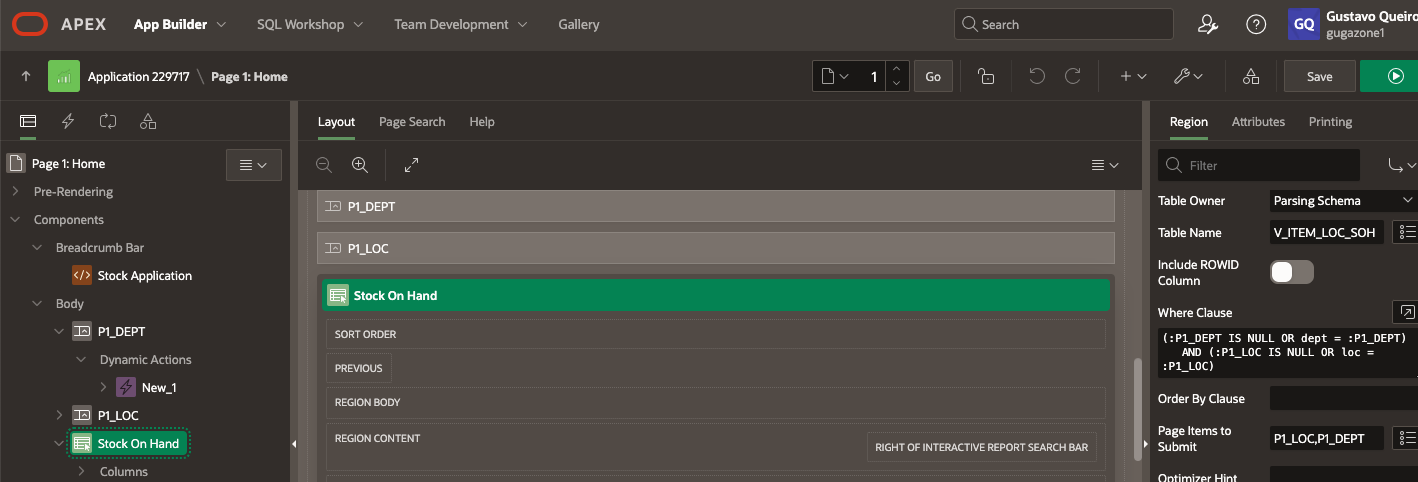 APEX
App Builder
SQL Workshop
Team Development
Gallery
Search
GQ
Gustavo Queiro
gugazone1
Application 229717 \ Page 1: Home
1
Go
Save
Layout
Page Search
Help
Region
Attributes
Printing
Page 1: Home
Pre-Rendering
Components
Breadcrumb Bar
</> Stock Application
Body
P1_DEPT
Dynamic Actions
New_1
P1_LOC
Stock On Hand
Columns
P1_DEPT
P1_LOC
Stock On Hand
SORT ORDER
PREVIOUS
REGION BODY
REGION CONTENT
RIGHT OF INTERACTIVE REPORT SEARCH BAR
Filter
Table Owner
Parsing Schema
Table Name
V_ITEM_LOC_SOH
Include ROWID
Column
Where Clause
(:P1_DEPT IS NULL OR dept = :P1_DEPT)
AND (:P1_LOC IS NULL OR loc =
:P1_LOC)
Order By Clause
Page Items to
Submit
P1_LOC,P1_DEPT
Optimizer Hint